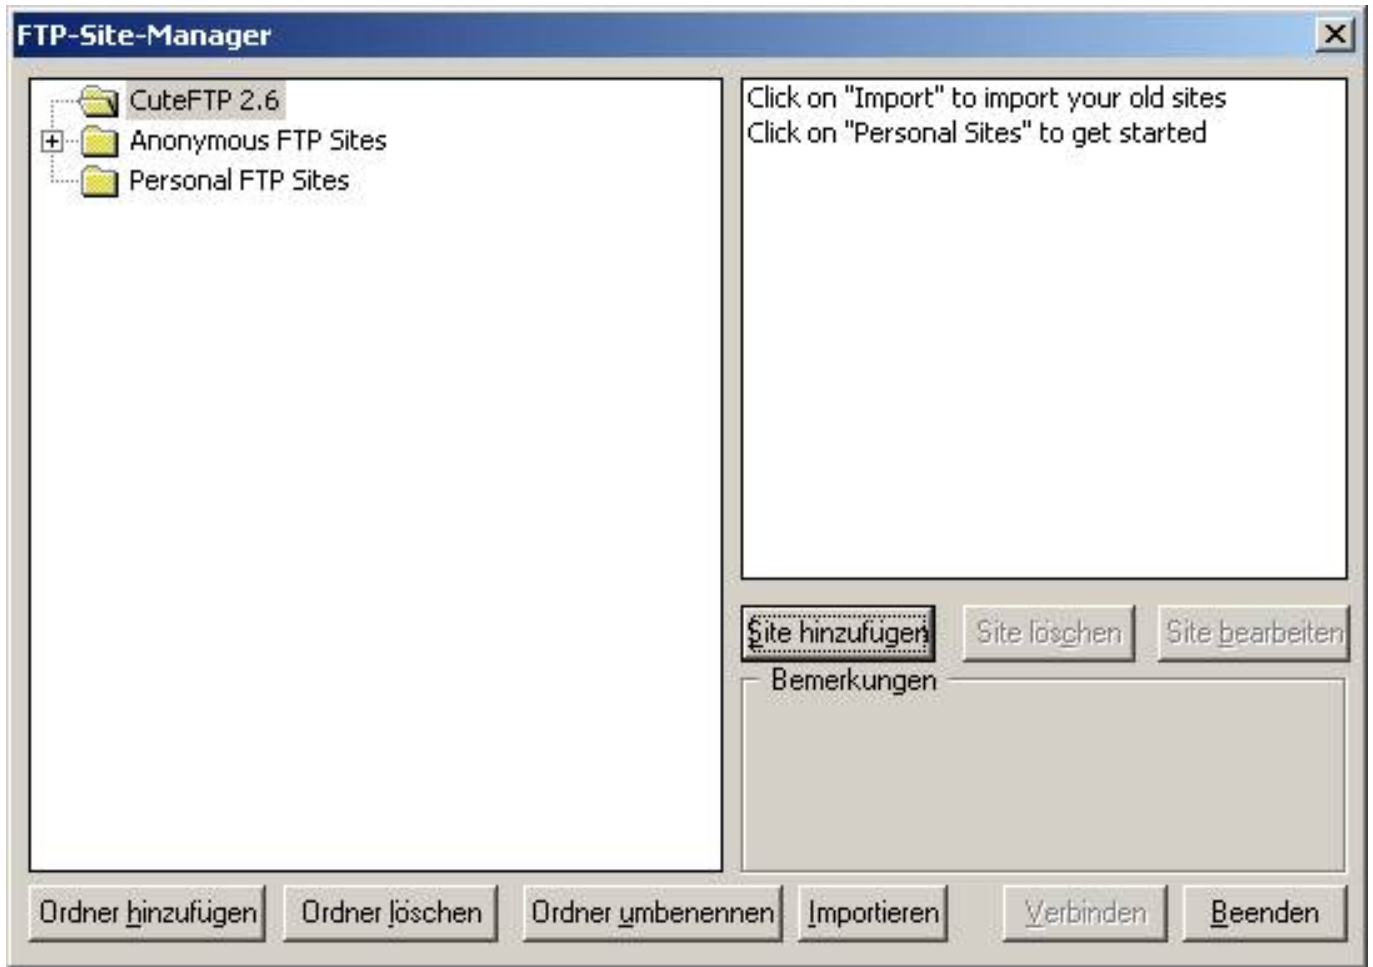 FTP-Site-Manager
CuteFTP 2.6
Anonymous FTP Sites
Personal FTP Sites
Click on "Import" to import your old sites
Click on "Personal Sites" to get started
Site hinzufügen
Site löschen
Site bearbeiten
Bemerkungen
Ordner hinzufügen
Ordner löschen
Ordner umbenennen
Importieren
Verbinden
Beenden